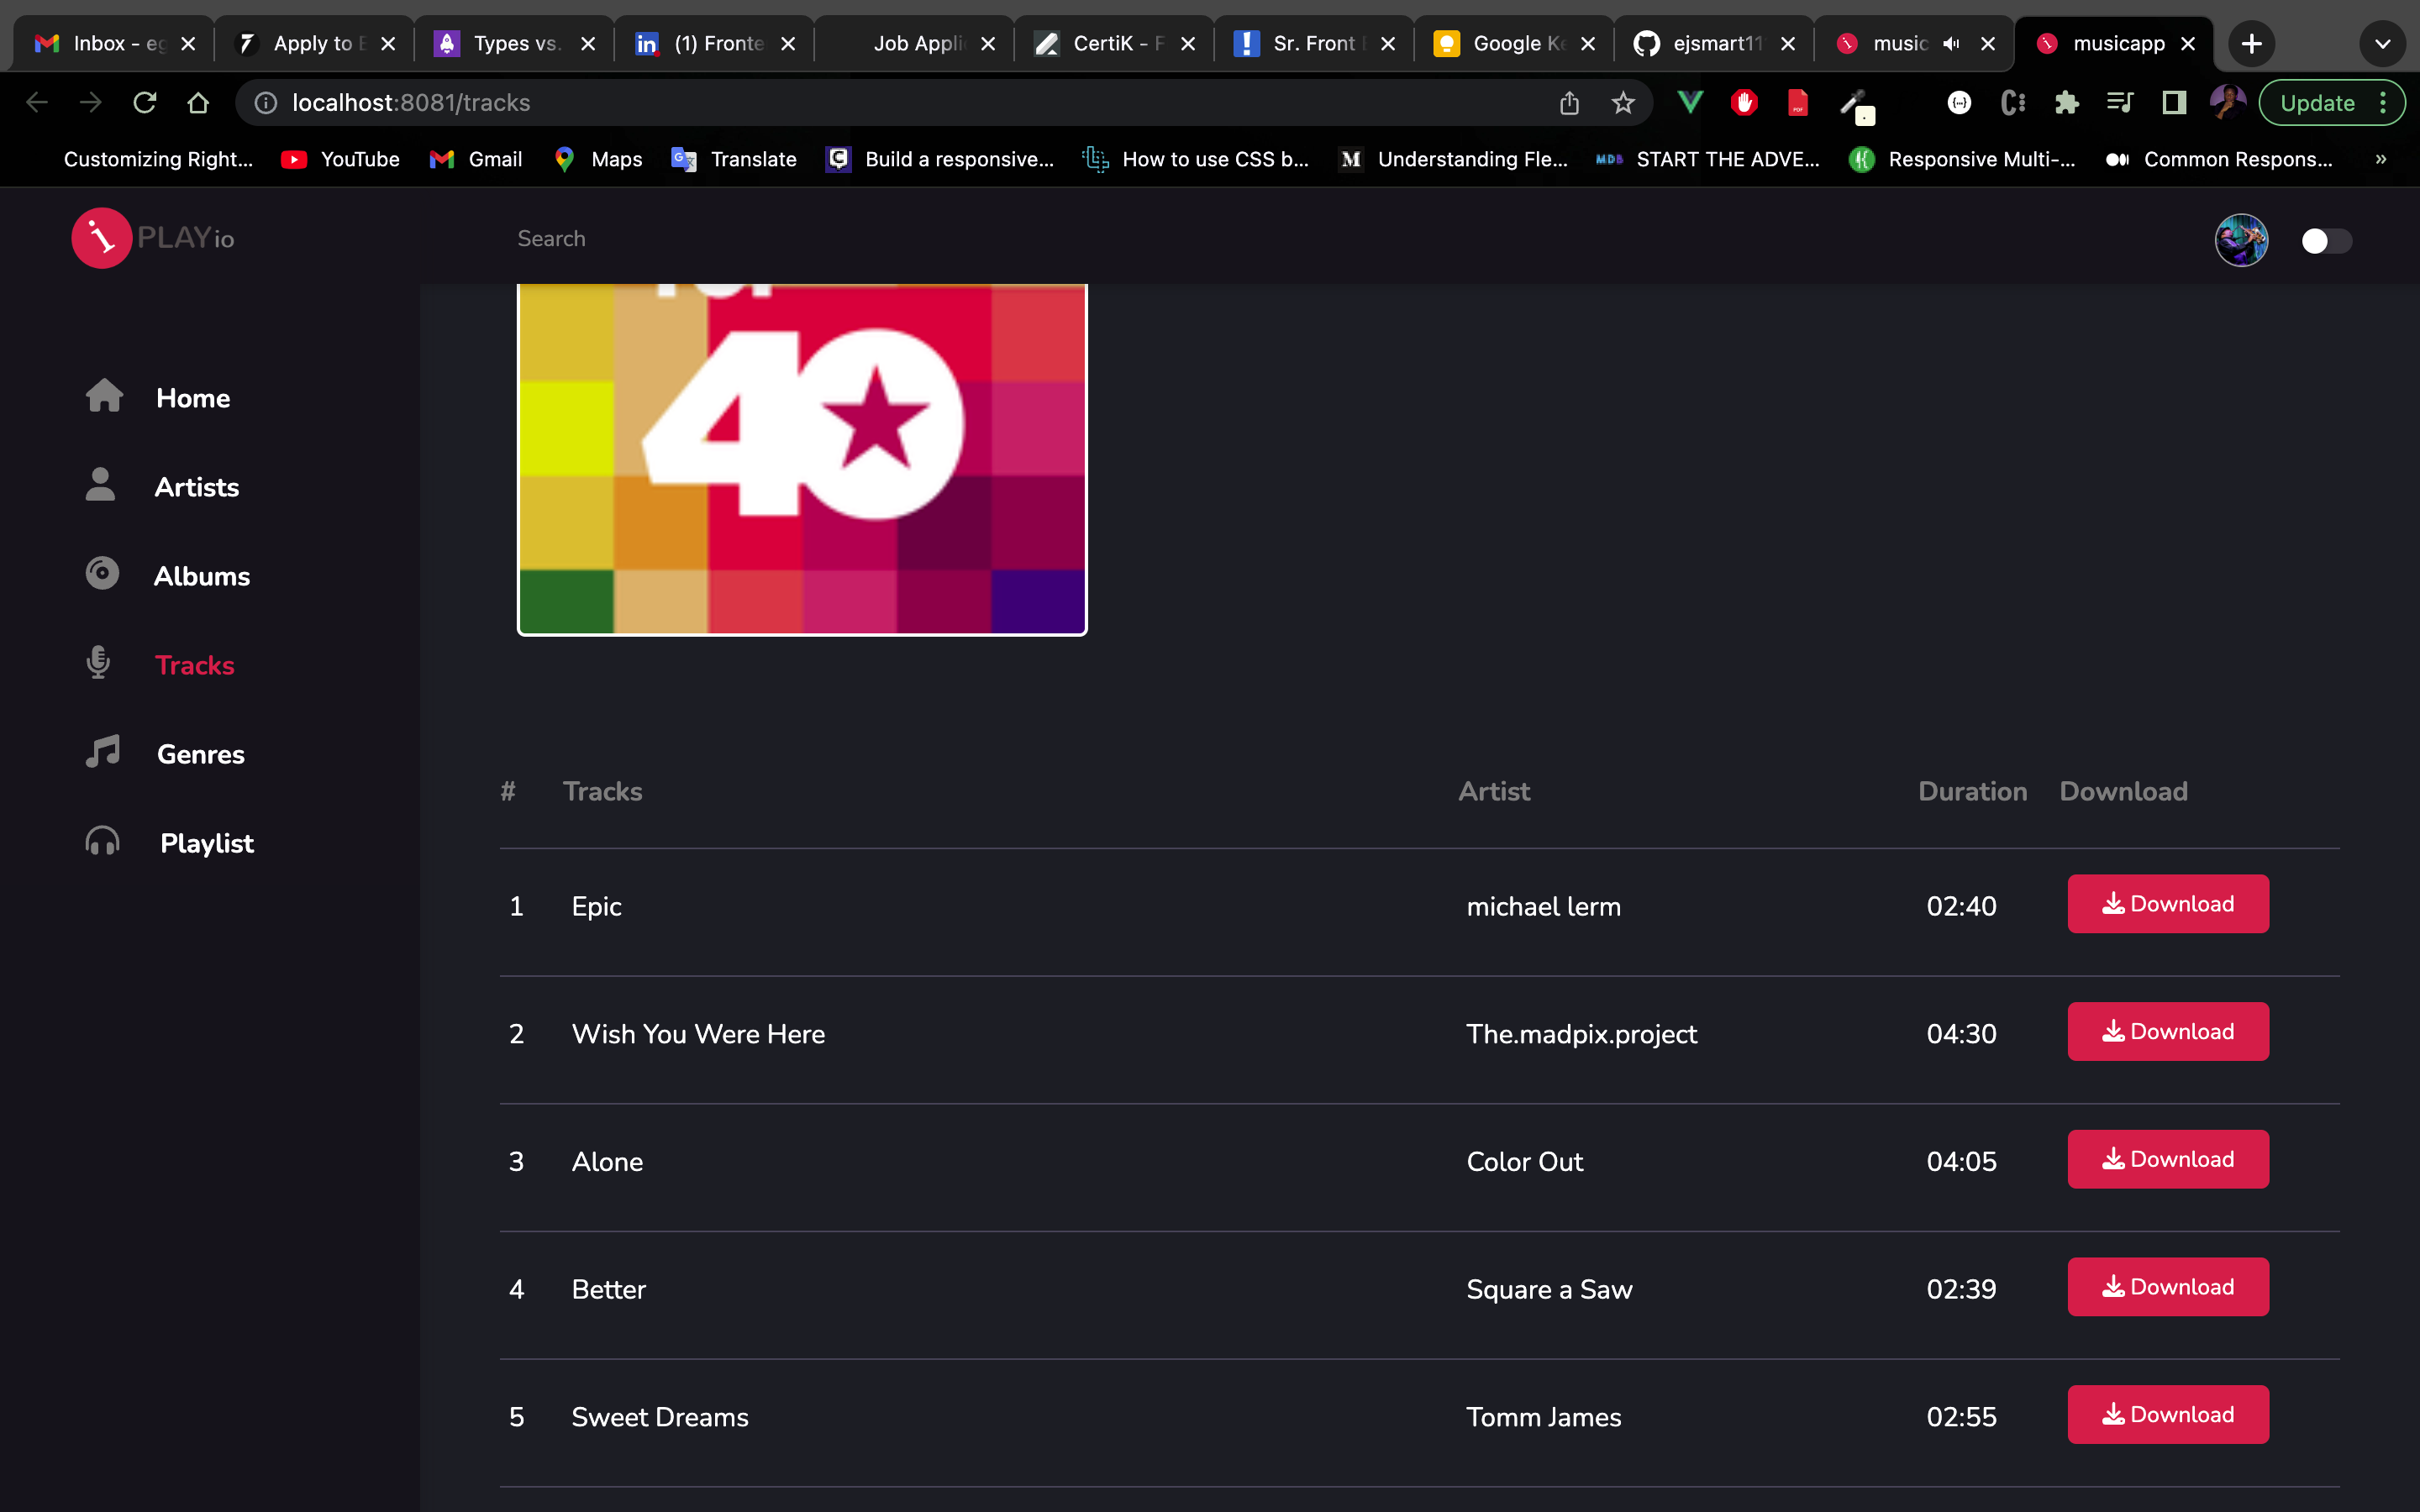 Inbox - eg
Apply to E
Types vs.
(1) Fronte
Job Appli
CertiK - F
Sr. Front E
Google Ke
ejsmart11
music
musicapp
localhost:8081/tracks
Update
Customizing Right...
YouTube
Gmail
Maps
Translate
Build a responsive...
How to use CSS b...
Understanding Fle...
START THE ADVE...
Responsive Multi-...
Common Respons...
»
i PLAY io
Search
40
Home
Artists
Albums
Tracks
Genres
Playlist
# Tracks Artist Duration Download
1 Epic michael lerm 02:40 Download
2 Wish You Were Here The.madpix.project 04:30 Download
3 Alone Color Out 04:05 Download
4 Better Square a Saw 02:39 Download
5 Sweet Dreams Tomm James 02:55 Download